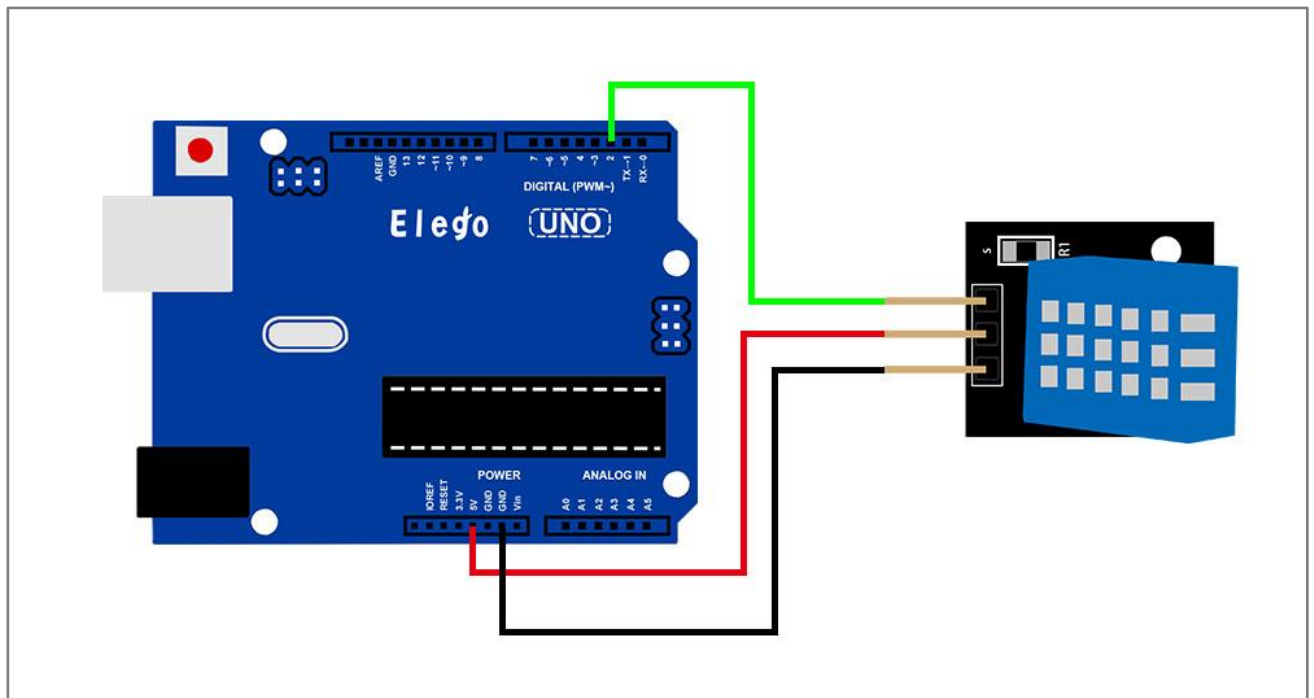 AREF
GND
13
12
~11
~10
~9
8
7
~6
~5
4
~3
2
TX→1
RX←0
DIGITAL (PWM~)
Elego
UNO
S
R1
POWER
ANALOG IN
IOREF
RESET
3.3V
5V
GND
GND
Vin
A0
A1
A2
A3
A4
A5